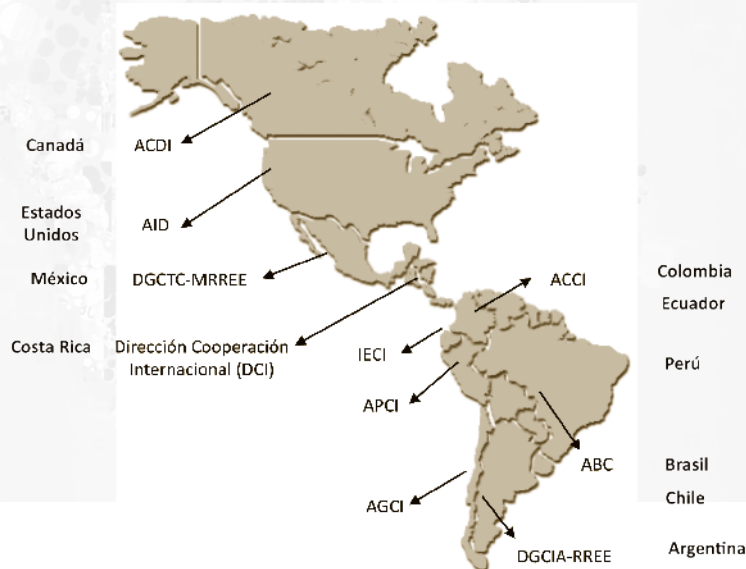 Canadá ACDI
Estados
Unidos
AID
México DGCTC-MRREE
ACCI Colombia
Ecuador
Costa Rica Dirección Cooperación
Internacional (DCI)
IECI
Perú
APCI
ABC Brasil
Chile
AGCI
DGCIA-RREE Argentina